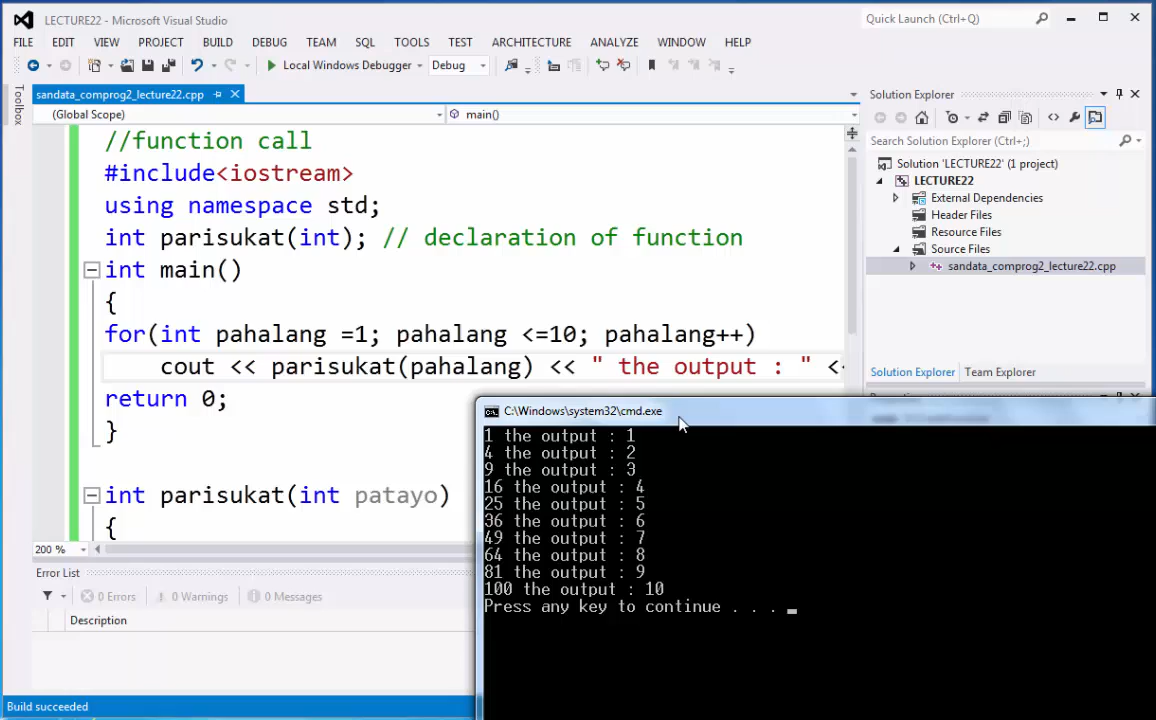 LECTURE22 - Microsoft Visual Studio
Quick Launch (Ctrl+Q)
FILE EDIT VIEW PROJECT BUILD DEBUG TEAM SQL TOOLS TEST ARCHITECTURE ANALYZE WINDOW HELP
Local Windows Debugger Debug
Toolbox
sandata_comprog2_lecture22.cpp
(Global Scope) main()
//function call
#include<iostream>
using namespace std;
int parisukat(int); // declaration of function
int main()
{
for(int pahalang =1; pahalang <=10; pahalang++)
cout << parisukat(pahalang) << " the output : " <<
return 0;
}
int parisukat(int patayo)
{
200 %
Error List
0 Errors 0 Warnings 0 Messages
Description
Build succeeded
Solution Explorer
Search Solution Explorer (Ctrl+;)
Solution 'LECTURE22' (1 project)
LECTURE22
External Dependencies
Header Files
Resource Files
Source Files
sandata_comprog2_lecture22.cpp
Solution Explorer Team Explorer
C:\Windows\system32\cmd.exe
1 the output : 1
4 the output : 2
9 the output : 3
16 the output : 4
25 the output : 5
36 the output : 6
49 the output : 7
64 the output : 8
81 the output : 9
100 the output : 10
Press any key to continue . . . _